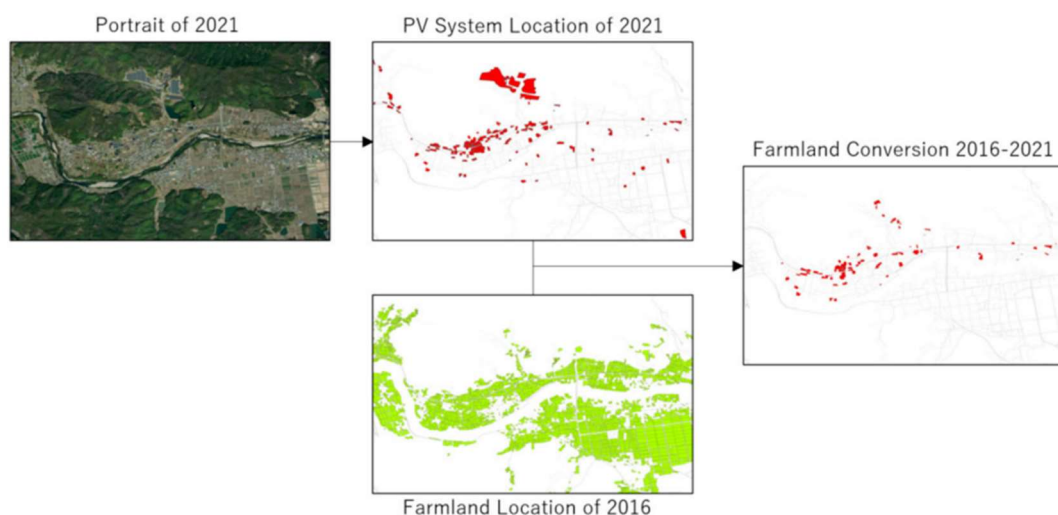 Portrait of 2021
PV System Location of 2021
Farmland Conversion 2016-2021
Farmland Location of 2016